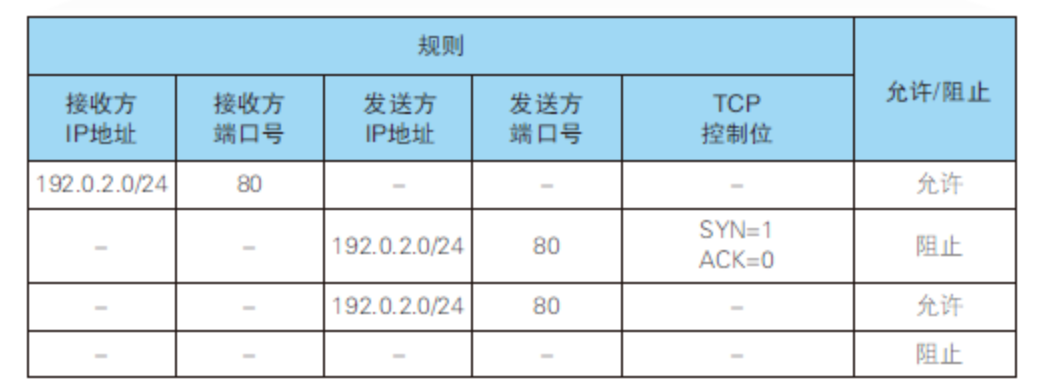 规则
允许/阻止
接收方
IP地址
接收方
端口号
发送方
IP地址
发送方
端口号
TCP
控制位
192.0.2.0/24 80 – – – 允许
– – 192.0.2.0/24 80 SYN=1
ACK=0 阻止
– – 192.0.2.0/24 80 – 允许
– – – – – 阻止